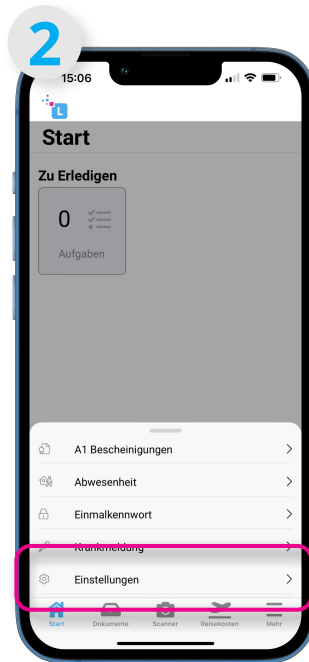 2
15:06
L
Start
Zu Erledigen
0
Aufgaben
A1 Bescheinigungen
Abwesenheit
Einmalkennwort
Krankmeldung
Einstellungen
Start Dokumente Scanner Reisekosten Mehr